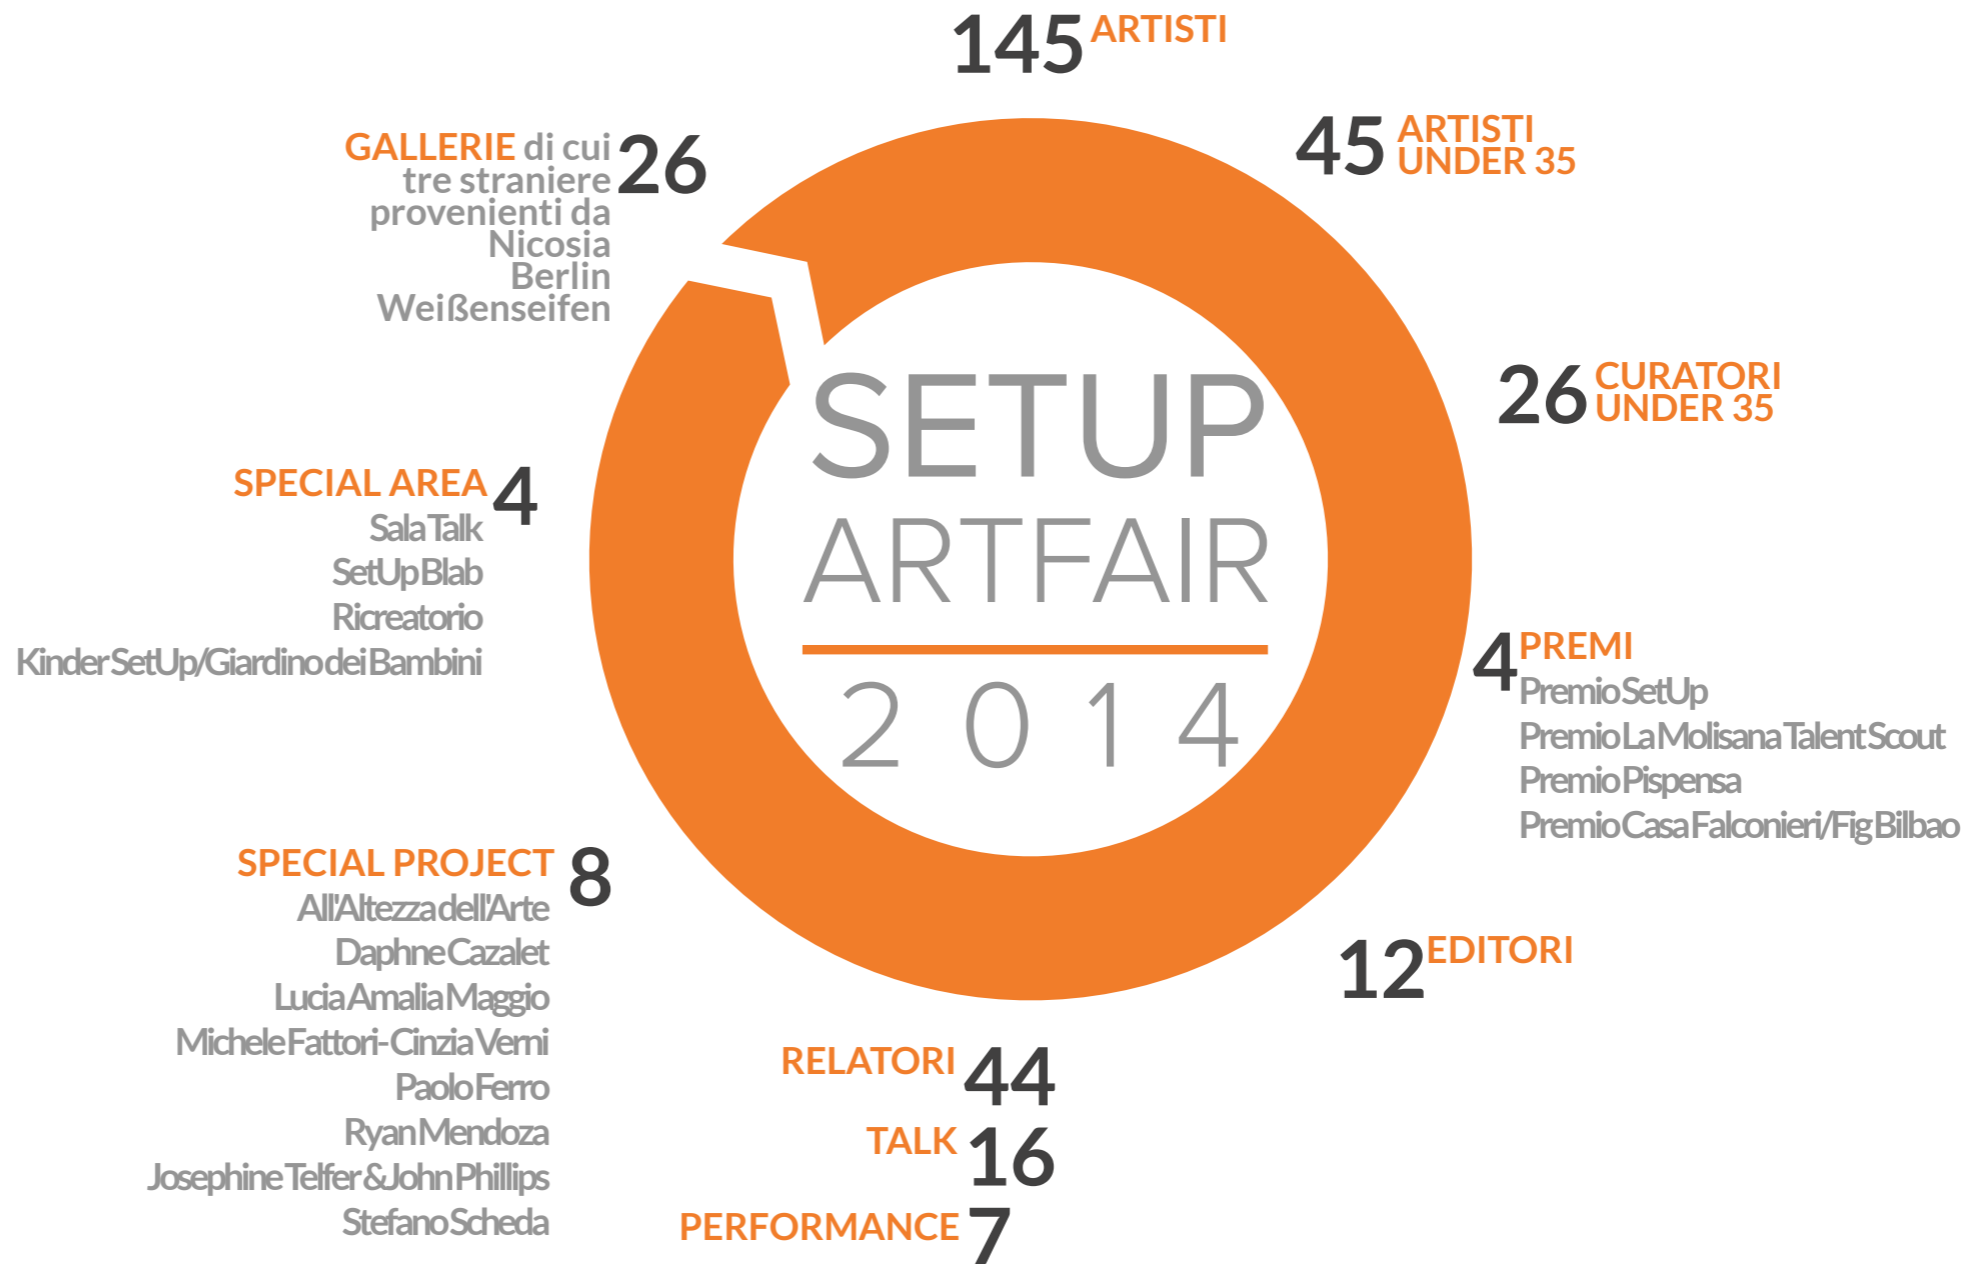 145 ARTISTI
GALLERIE di cui 26
tre straniere
provenienti da
Nicosia
Berlin
Weißenseifen
45 ARTISTI
UNDER 35
26 CURATORI
UNDER 35
SETUP
ARTFAIR
2014
SPECIAL AREA 4
Sala Talk
SetUp Blab
Ricreatorio
Kinder SetUp/Giardino dei Bambini
4 PREMI
Premio SetUp
Premio La Molisana Talent Scout
Premio Pispensa
Premio Casa Falconieri/Fig Bilbao
SPECIAL PROJECT 8
All'Altezza dell'Arte
Daphne Cazalet
Lucia Amalia Maggio
Michele Fattori- Cinzia Verni
Paolo Ferro
Ryan Mendoza
Josephine Telfer & John Phillips
Stefano Scheda
12 EDITORI
RELATORI 44
TALK 16
PERFORMANCE 7